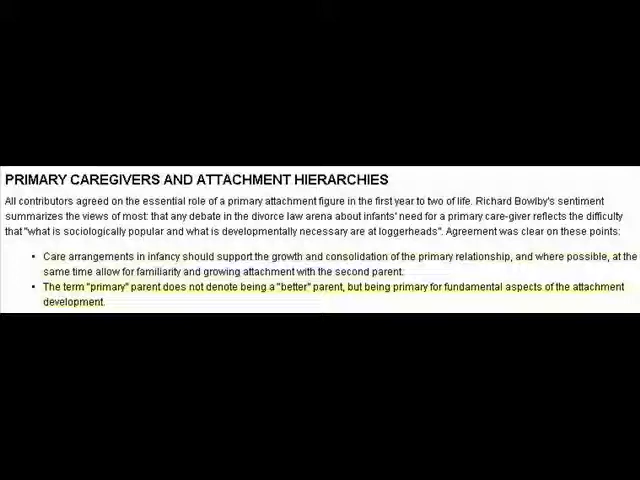 PRIMARY CAREGIVERS AND ATTACHMENT HIERARCHIES
All contributors agreed on the essential role of a primary attachment figure in the first year to two of life. Richard Bowlby's sentiment
summarizes the views of most: that any debate in the divorce law arena about infants' need for a primary care-giver reflects the difficulty
that "what is sociologically popular and what is developmentally necessary are at loggerheads". Agreement was clear on these points:
• Care arrangements in infancy should support the growth and consolidation of the primary relationship, and where possible, at the
same time allow for familiarity and growing attachment with the second parent.
• The term "primary" parent does not denote being a "better" parent, but being primary for fundamental aspects of the attachment
development.